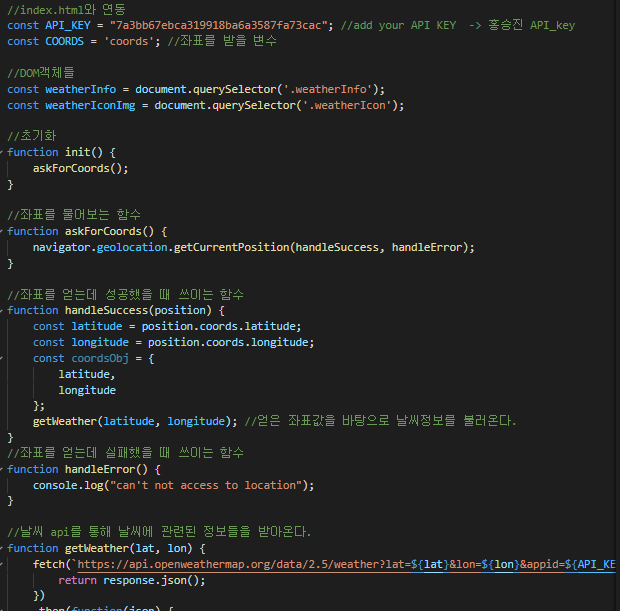 //index.html와 연동
const API_KEY = "7a3bb67ebca319918ba6a3587fa73cac"; //add your API KEY  -> 홍승진 API_key
const COORDS = 'coords'; //좌표를 받을 변수
//DOM객체들
const weatherInfo = document.querySelector('.weatherInfo');
const weatherIconImg = document.querySelector('.weatherIcon');
//초기화
function init() {
    askForCoords();
}
//좌표를 물어보는 함수
function askForCoords() {
    navigator.geolocation.getCurrentPosition(handleSuccess, handleError);
}
//좌표를 얻는데 성공했을 때 쓰이는 함수
function handleSuccess(position) {
    const latitude = position.coords.latitude;
    const longitude = position.coords.longitude;
    const coordsObj = {
        latitude,
        longitude
    };
    getWeather(latitude, longitude); //얻은 좌표값을 바탕으로 날씨정보를 불러온다.
}
//좌표를 얻는데 실패했을 때 쓰이는 함수
function handleError() {
    console.log("can't not access to location");
}
//날씨 api를 통해 날씨에 관련된 정보들을 받아온다.
function getWeather(lat, lon) {
    fetch(`https://api.openweathermap.org/data/2.5/weather?lat=${lat}&lon=${lon}&appid=${API_KE
        return response.json();
    })
    .then(function(json) {